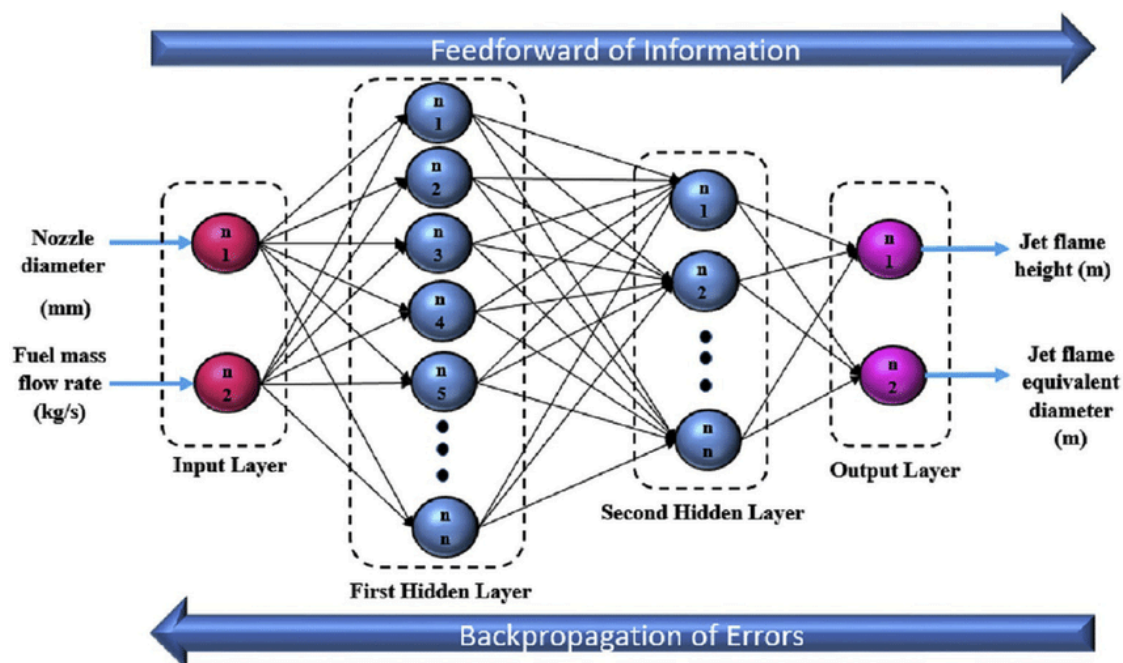 Feedforward of Information
Nozzle
diameter
(mm)
Fuel mass
flow rate
(kg/s)
n
1
n
2
Input Layer
n
1
n
2
n
3
n
4
n
5
n
n
First Hidden Layer
n
1
n
2
n
n
Second Hidden Layer
n
1
n
2
Output Layer
Jet flame
height (m)
Jet flame
equivalent
diameter
(m)
Backpropagation of Errors